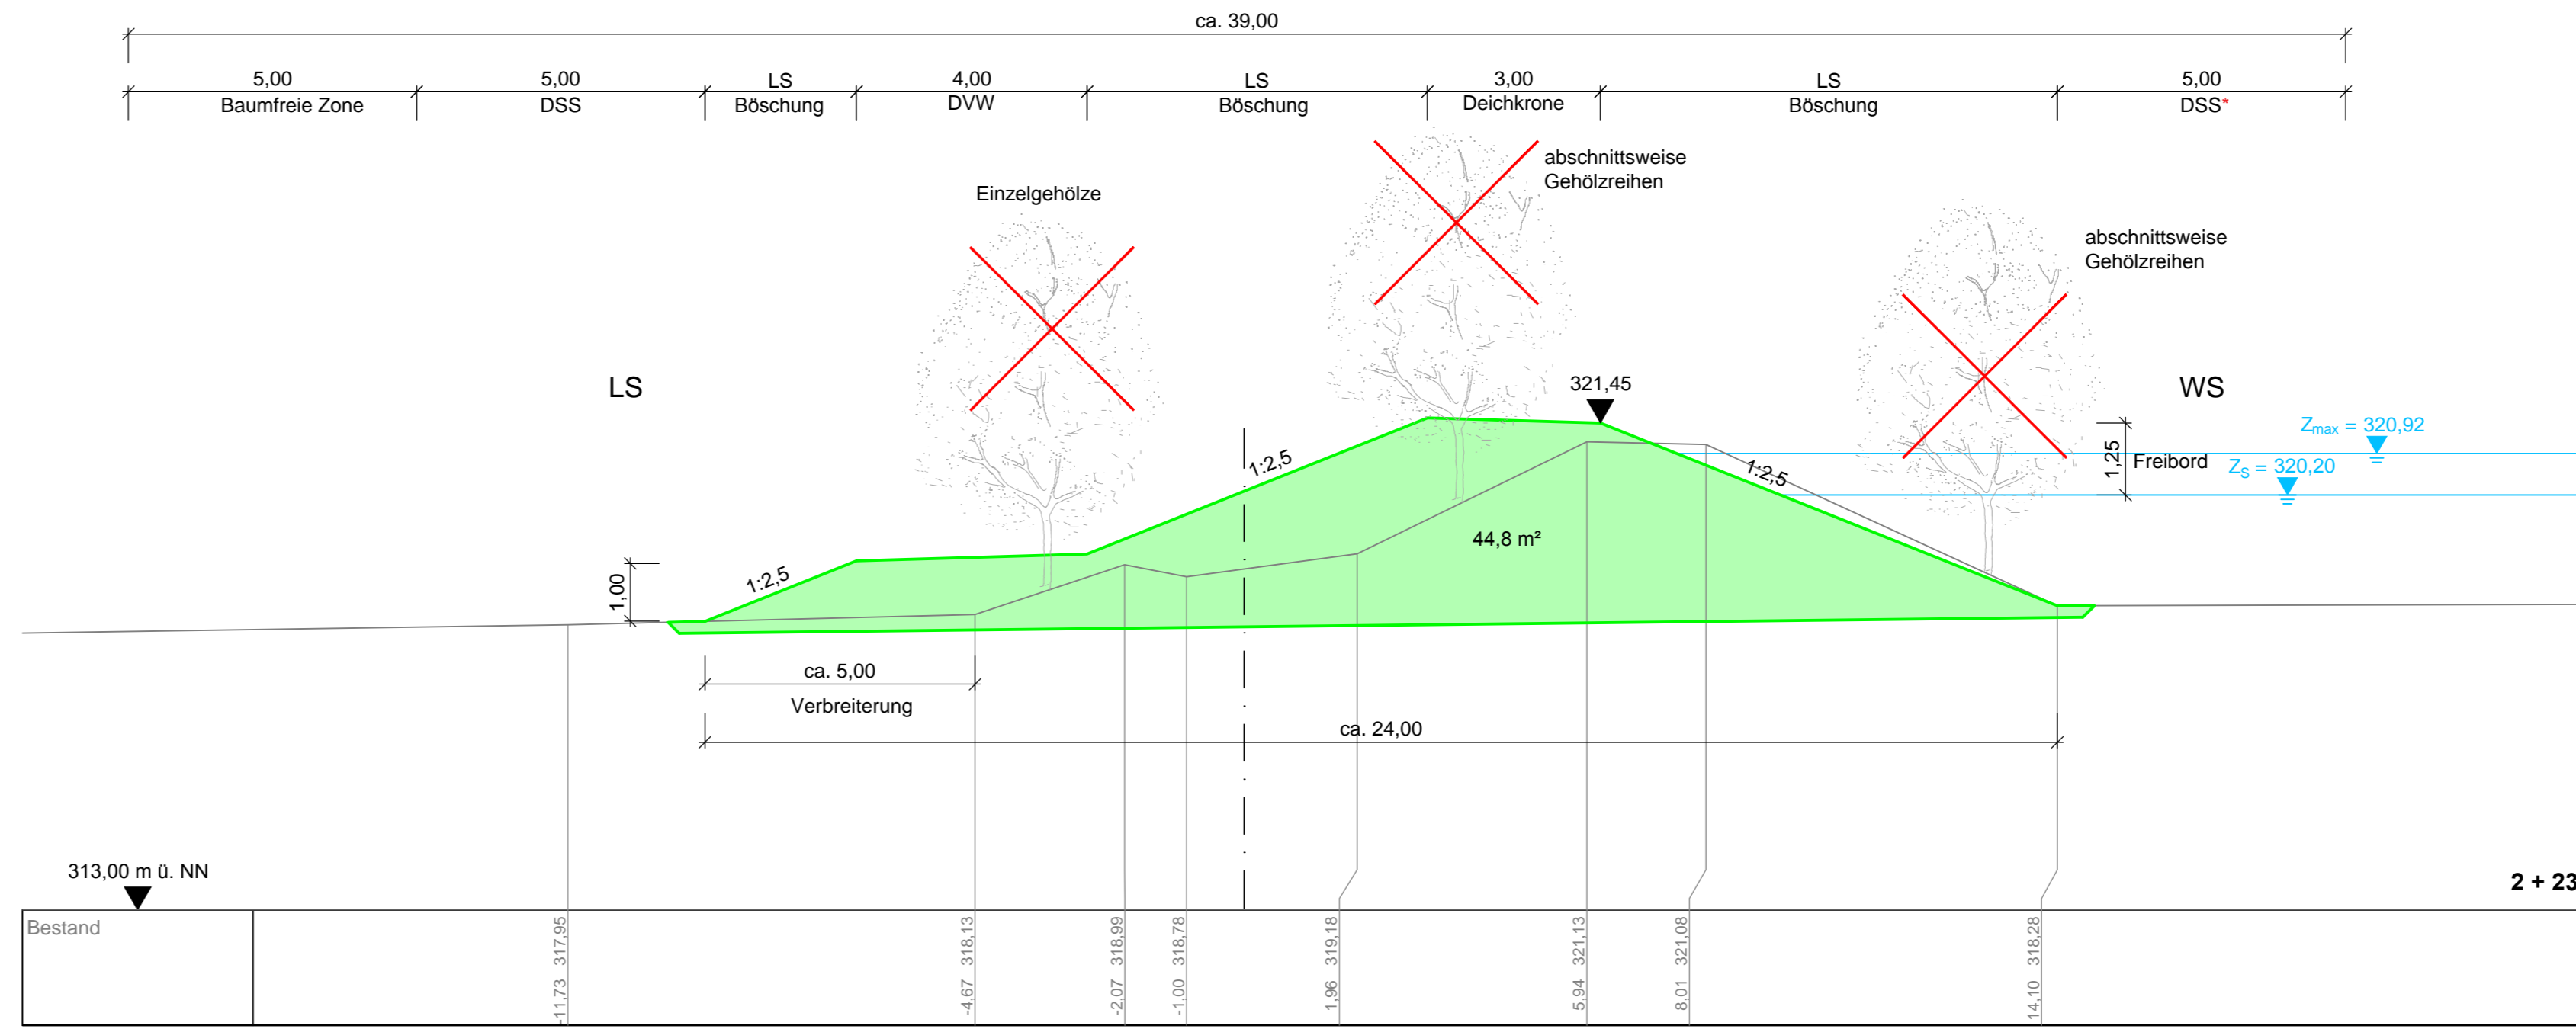 ca. 39,00
5,00
5,00
LS
4,00
LS
3,00
LS
5,00
Baumfreie Zone
DSS
Böschung
DVW
Böschung
Deichkrone
Böschung
DSS*
abschnittsweise
Gehölzreihen
Einzelgehölze
abschnittsweise
Gehölzreihen
LS
321,45
WS
Zmax = 320,92
1,25
Freibord
ZS = 320,20
1:2,5
1:2,5
44,8 m²
1:2,5
1,00
ca. 5,00
Verbreiterung
ca. 24,00
313,00 m ü. NN
2 + 23
Bestand
-11,73 317,95
-4,67 318,13
-2,07 318,99
-1,00 318,78
1,96 319,18
5,94 321,13
8,01 321,08
14,10 318,28